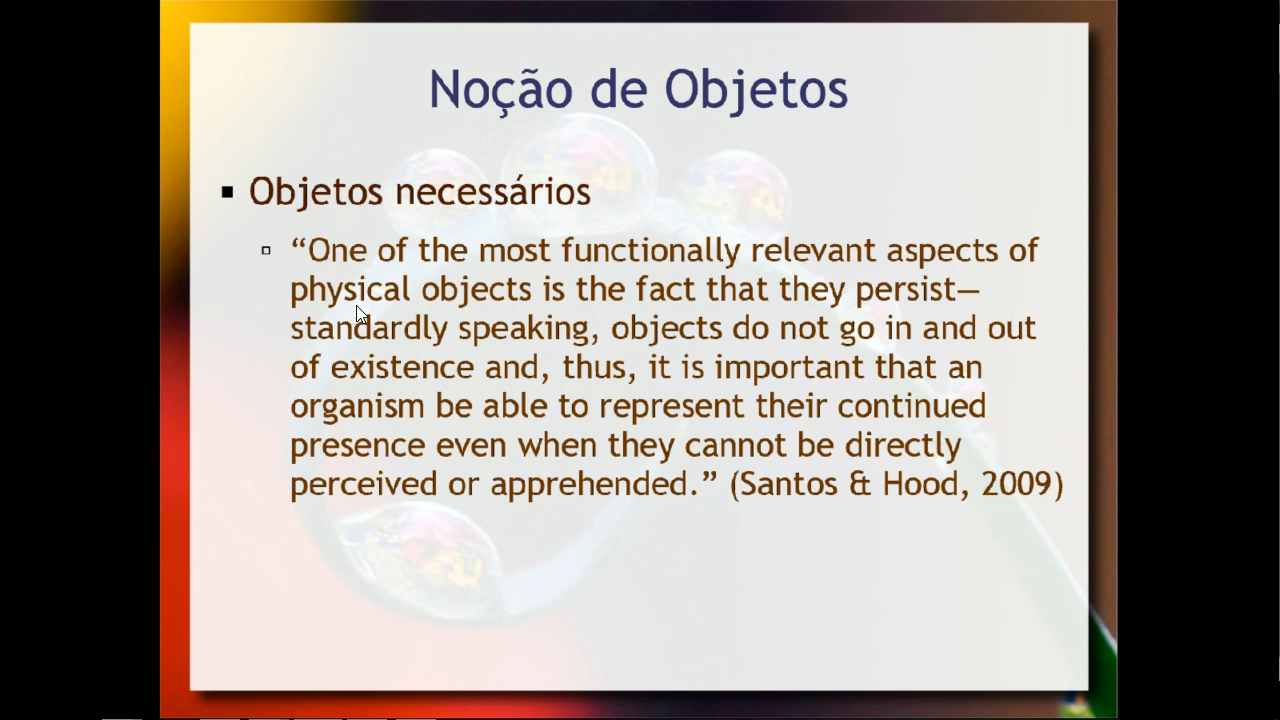 Noção de Objetos
Objetos necessários
“One of the most functionally relevant aspects of
physical objects is the fact that they persist—
standardly speaking, objects do not go in and out
of existence and, thus, it is important that an
organism be able to represent their continued
presence even when they cannot be directly
perceived or apprehended.” (Santos & Hood, 2009)